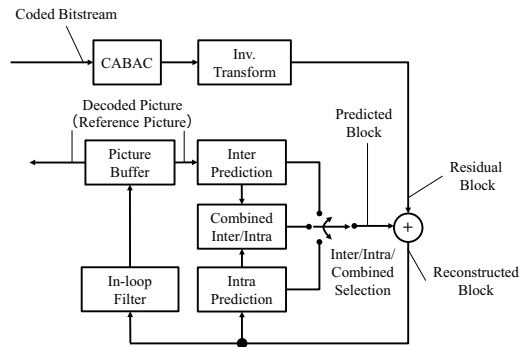 Coded Bitstream
CABAC
Inv.
Transform
Decoded Picture
(Reference Picture)
Predicted
Block
Picture
Buffer
Inter
Prediction
Residual
Block
Combined
Inter/Intra
+
Inter/Intra/
Combined
Selection
In-loop
Filter
Intra
Prediction
Reconstructed
Block